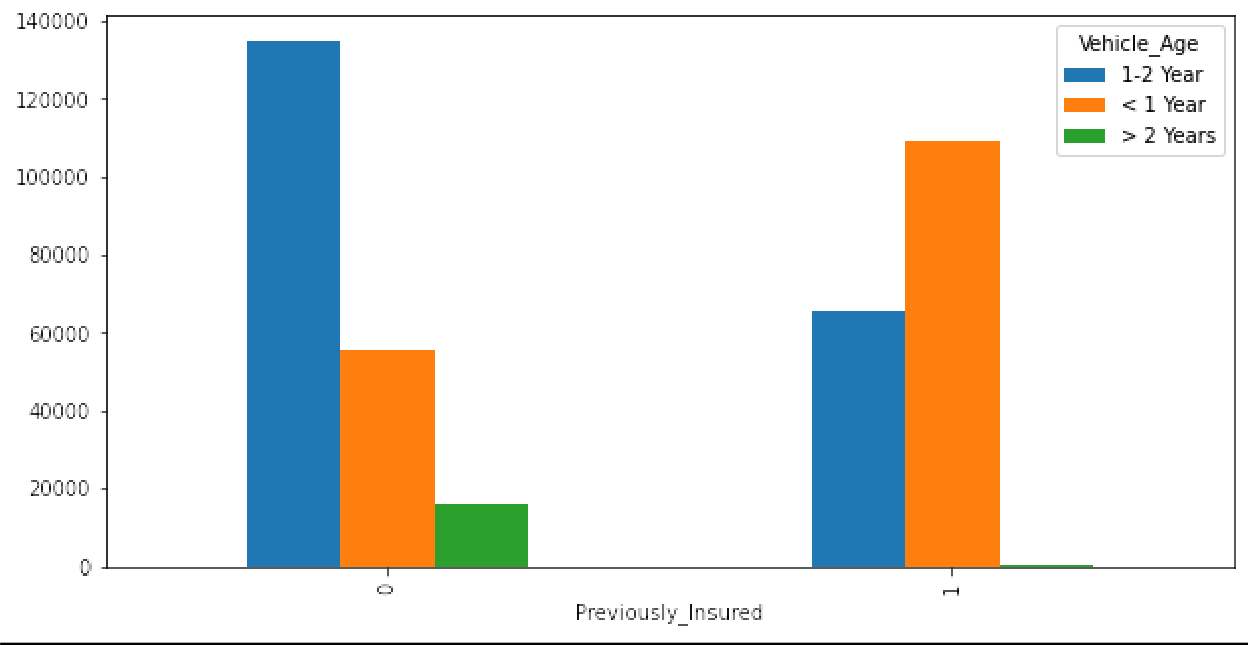 140000
120000
100000
80000
60000
40000
20000
0
Vehicle_Age
1-2 Year
< 1 Year
> 2 Years
0
1
Previously_Insured